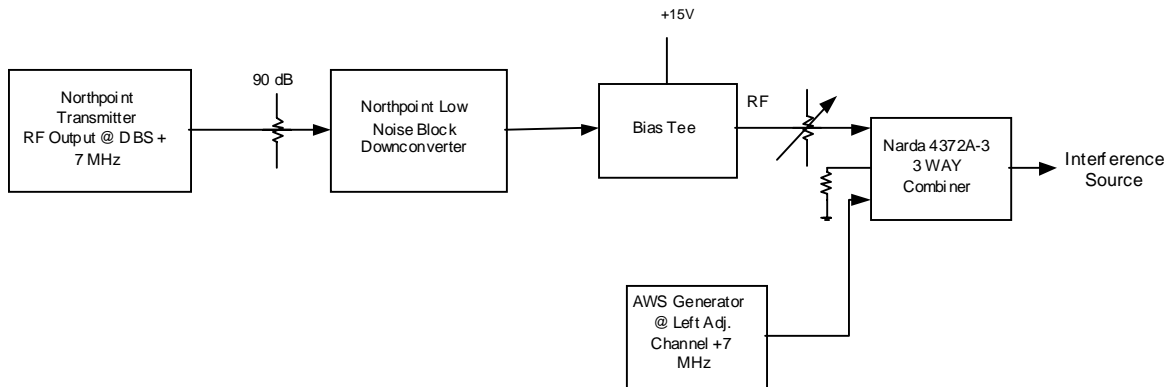 +15V
90 dB
Northpoint
Transmitter
RF Output @ DBS +
7 MHz
Northpoint Low
Noise Block
Downconverter
Bias Tee
RF
Narda 4372A-3
3 WAY
Combiner
Interference
Source
AWS Generator
@ Left Adj.
Channel +7
MHz